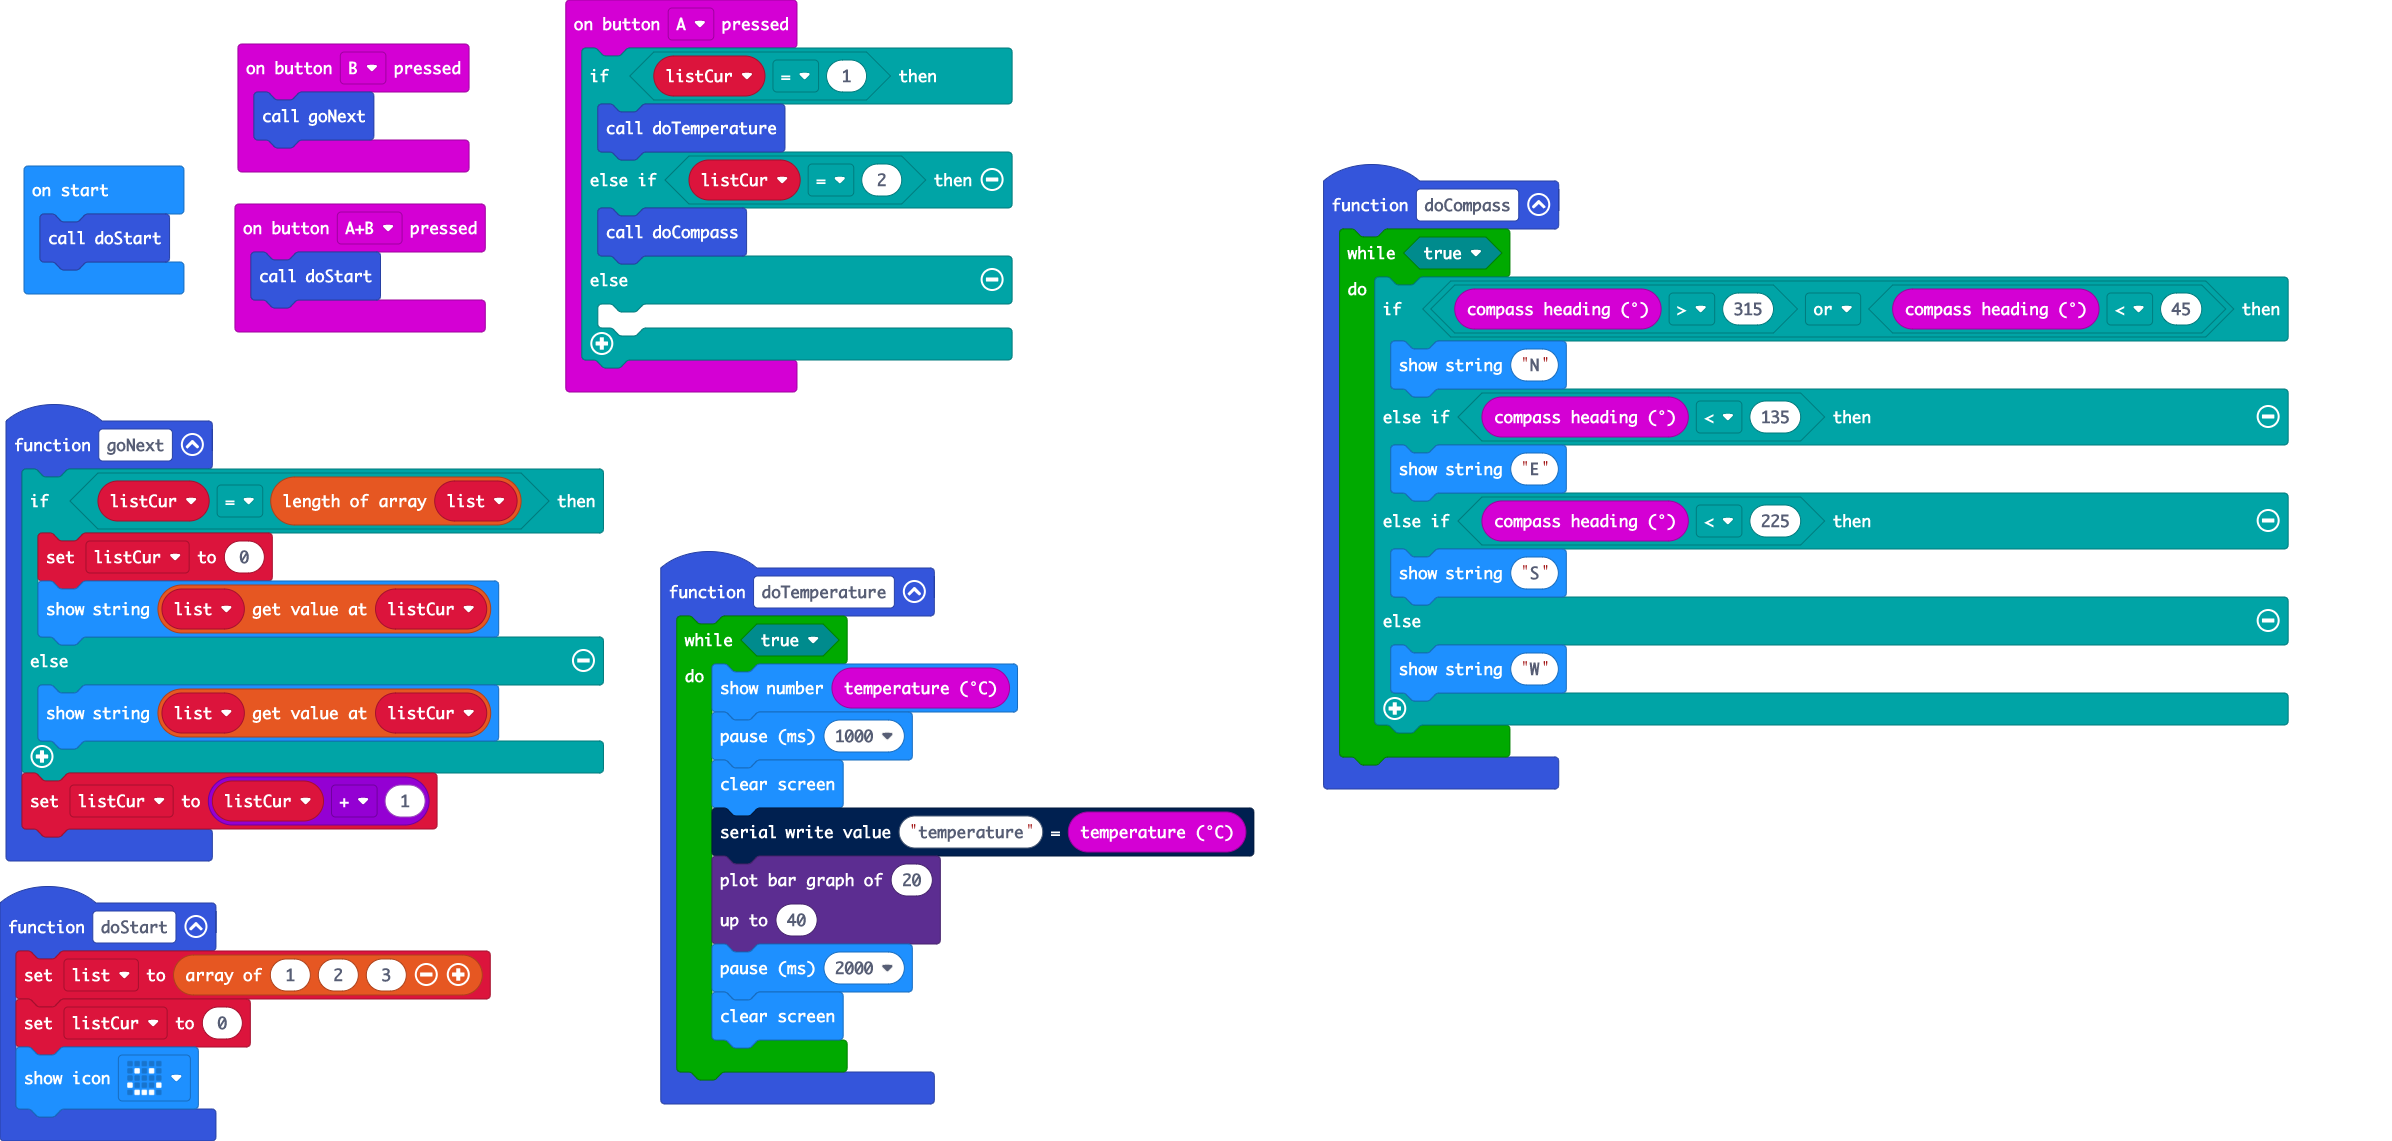 on start
call doStart
on button B pressed
call goNext
on button A+B pressed
call doStart
on button A pressed
if listCur = 1 then
call doTemperature
else if listCur = 2 then
call doCompass
else
function goNext
if listCur = length of array list then
set listCur to 0
show string list get value at listCur
else
show string list get value at listCur
set listCur to listCur + 1
function doStart
set list to array of 1 2 3
set listCur to 0
show icon
function doTemperature
while true
do
show number temperature (°C)
pause (ms) 1000
clear screen
serial write value "temperature" = temperature (°C)
plot bar graph of 20
up to 40
pause (ms) 2000
clear screen
function doCompass
while true
do
if compass heading (°) > 315 or compass heading (°) < 45 then
show string "N"
else if compass heading (°) < 135 then
show string "E"
else if compass heading (°) < 225 then
show string "S"
else
show string "W"